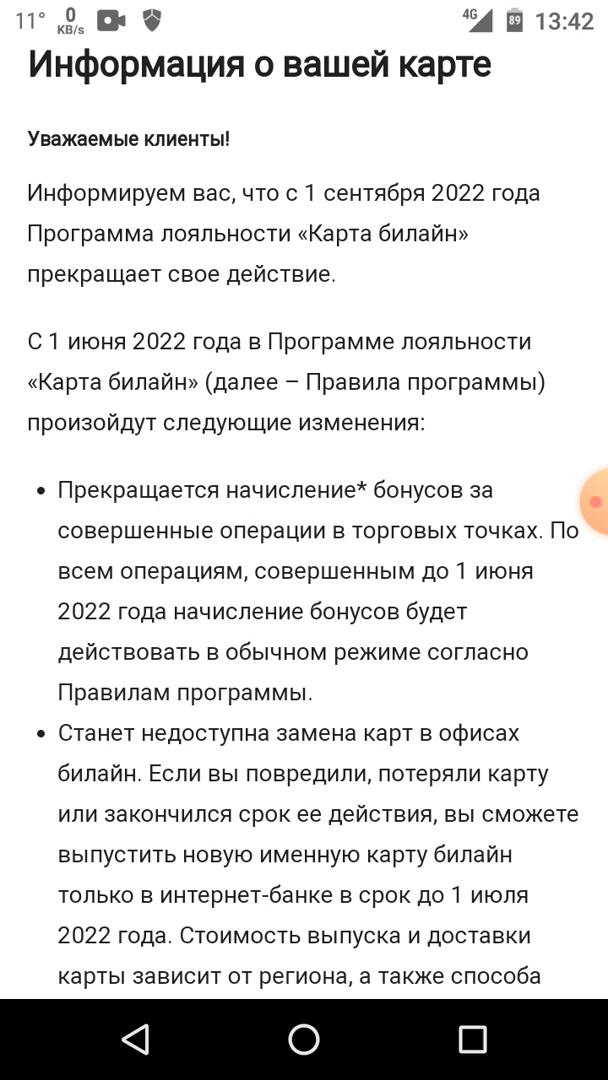 11° 0 KB/s 4G 89 13:42
Информация о вашей карте
Уважаемые клиенты!
Информируем вас, что с 1 сентября 2022 года
Программа лояльности «Карта билайн»
прекращает свое действие.
С 1 июня 2022 года в Программе лояльности
«Карта билайн» (далее – Правила программы)
произойдут следующие изменения:
• Прекращается начисление* бонусов за
совершенные операции в торговых точках. По
всем операциям, совершенным до 1 июня
2022 года начисление бонусов будет
действовать в обычном режиме согласно
Правилам программы.
• Станет недоступна замена карт в офисах
билайн. Если вы повредили, потеряли карту
или закончился срок ее действия, вы сможете
выпустить новую именную карту билайн
только в интернет-банке в срок до 1 июля
2022 года. Стоимость выпуска и доставки
карты зависит от региона, а также способа